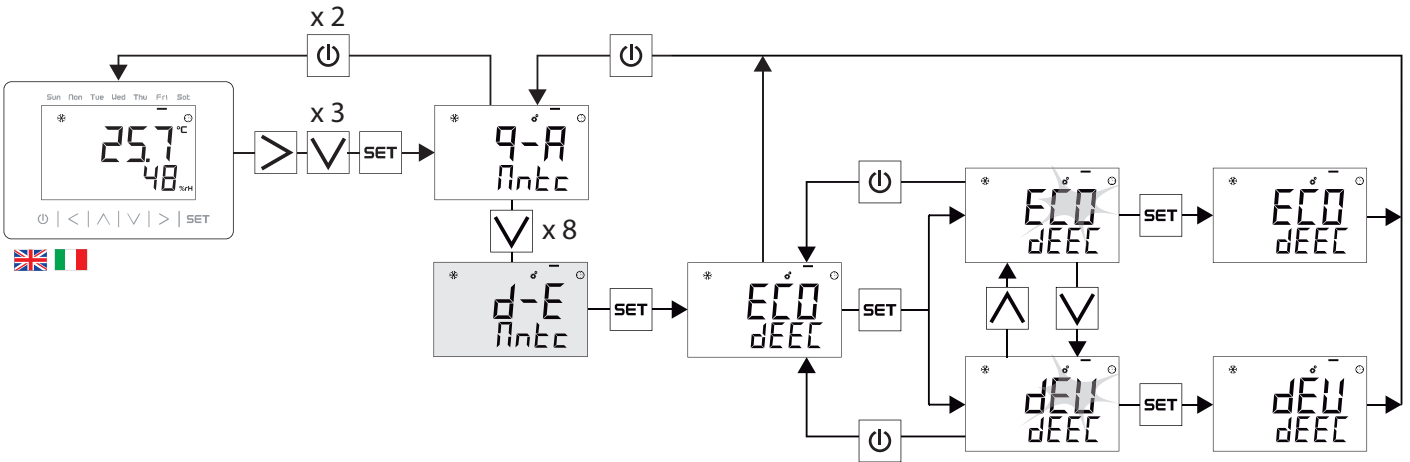 x 2
Sun Mon Tue Wed Thu Fri Sat
25.7 °C
48 %rH
< | > | SET
x 3
SET
q-A
Mntc
x 8
d-E
Mntc
SET
ECO
dEEC
SET
ECO
dEEC
SET
ECO
dEEC
dEU
dEEC
SET
dEU
dEEC